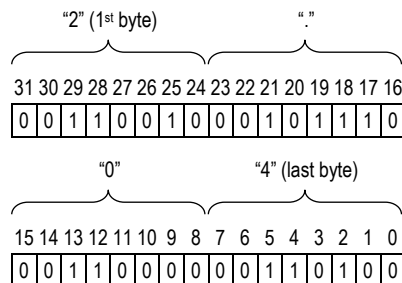 “2” (1st byte) “.”
31 30 29 28 27 26 25 24 23 22 21 20 19 18 17 16
0 0 1 1 0 0 1 0 0 0 1 0 1 1 1 0
“0” “4” (last byte)
15 14 13 12 11 10 9 8 7 6 5 4 3 2 1 0
0 0 1 1 0 0 0 0 0 0 1 1 0 1 0 0